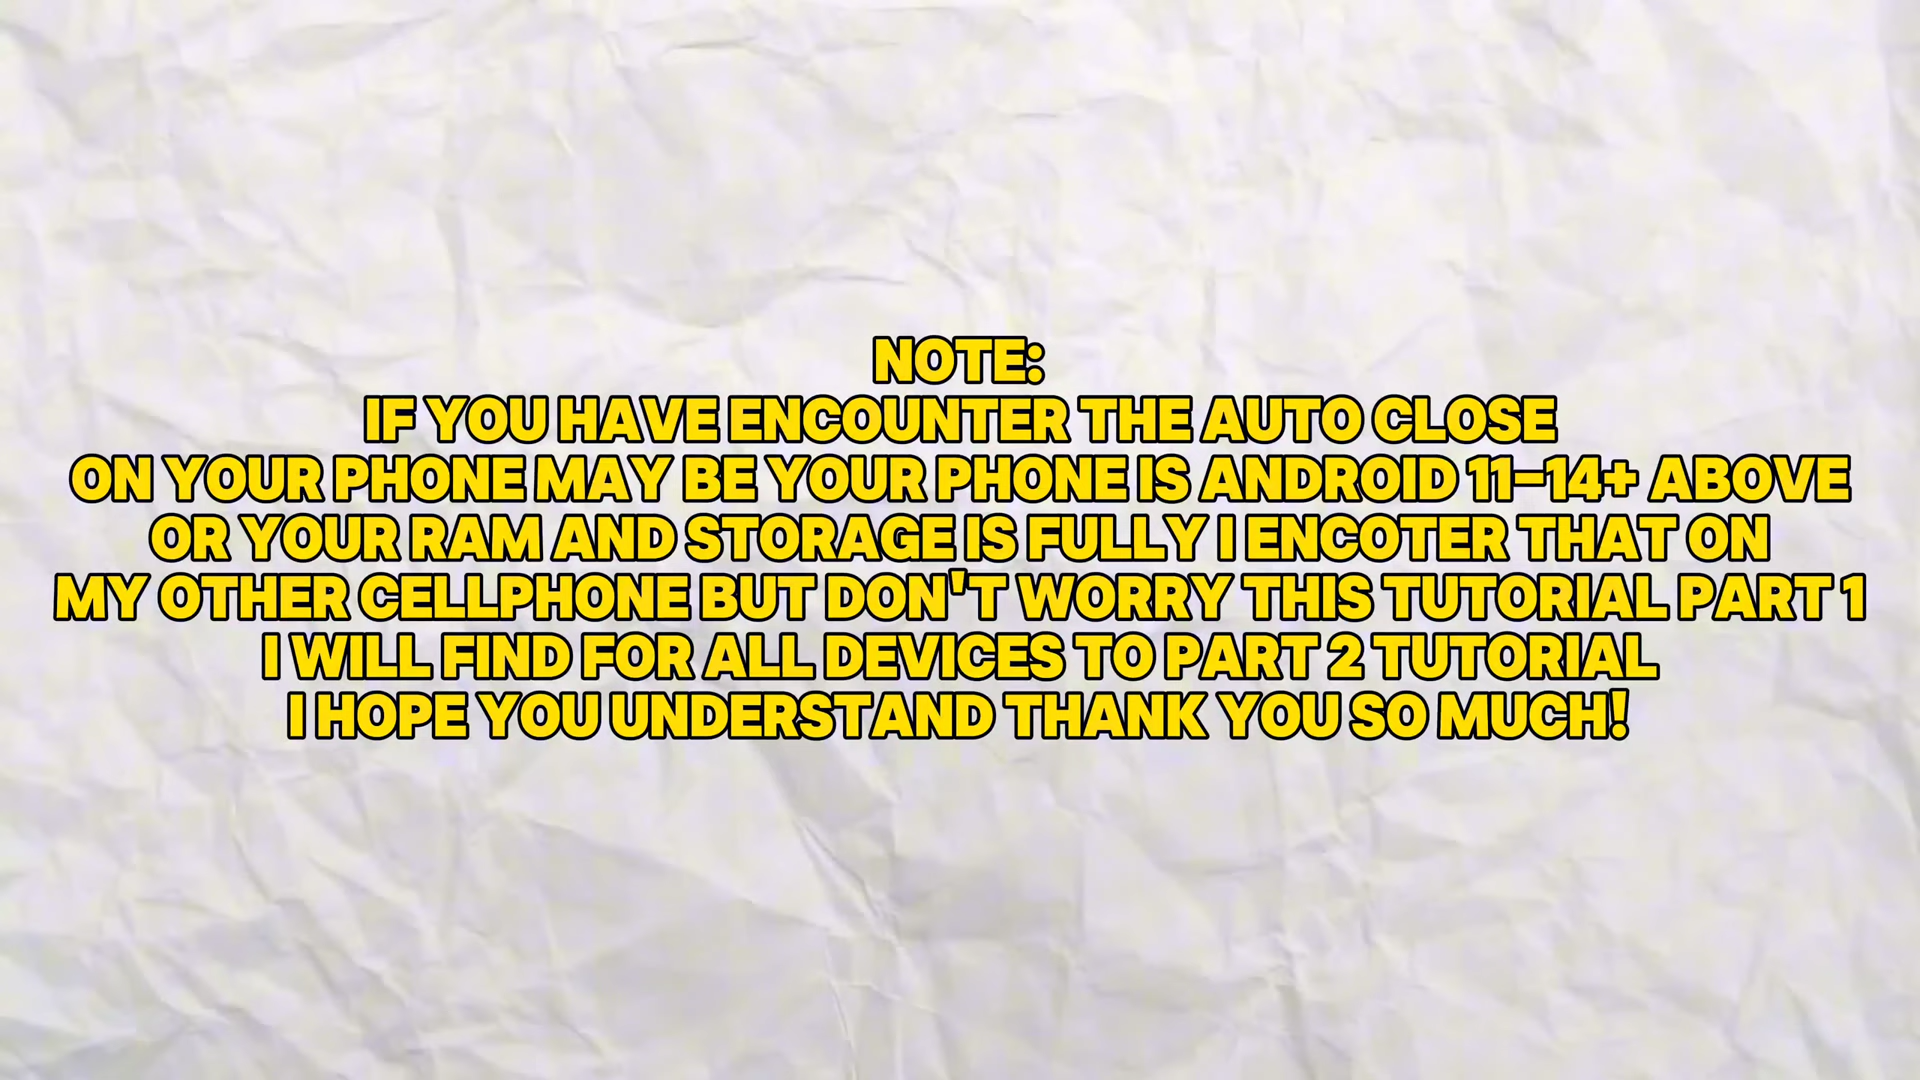 NOTE:
IF YOU HAVE ENCOUNTER THE AUTO CLOSE
ON YOUR PHONE MAY BE YOUR PHONE IS ANDROID 11-14+ ABOVE
OR YOUR RAM AND STORAGE IS FULLY I ENCOTER THAT ON
MY OTHER CELLPHONE BUT DON'T WORRY THIS TUTORIAL PART 1
I WILL FIND FOR ALL DEVICES TO PART 2 TUTORIAL
I HOPE YOU UNDERSTAND THANK YOU SO MUCH!